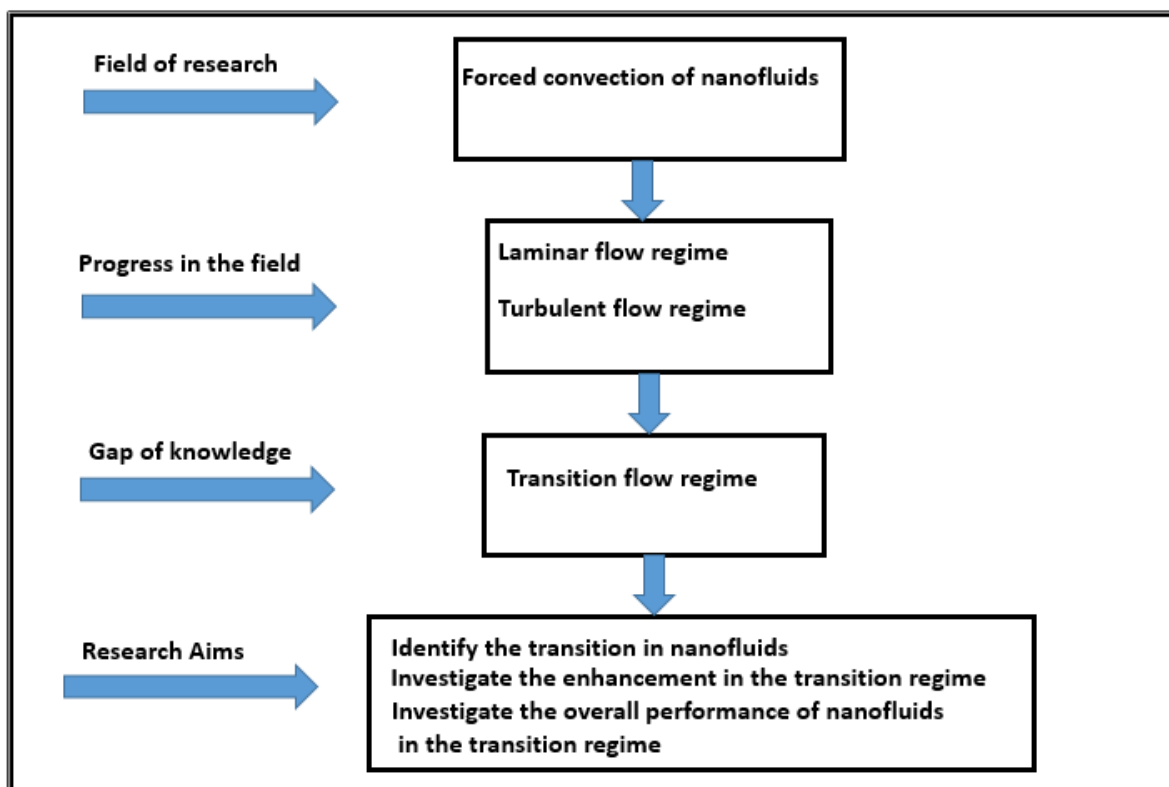 Field of research
Forced convection of nanofluids
Progress in the field
Laminar flow regime
Turbulent flow regime
Gap of knowledge
Transition flow regime
Research Aims
Identify the transition in nanofluids
Investigate the enhancement in the transition regime
Investigate the overall performance of nanofluids
in the transition regime